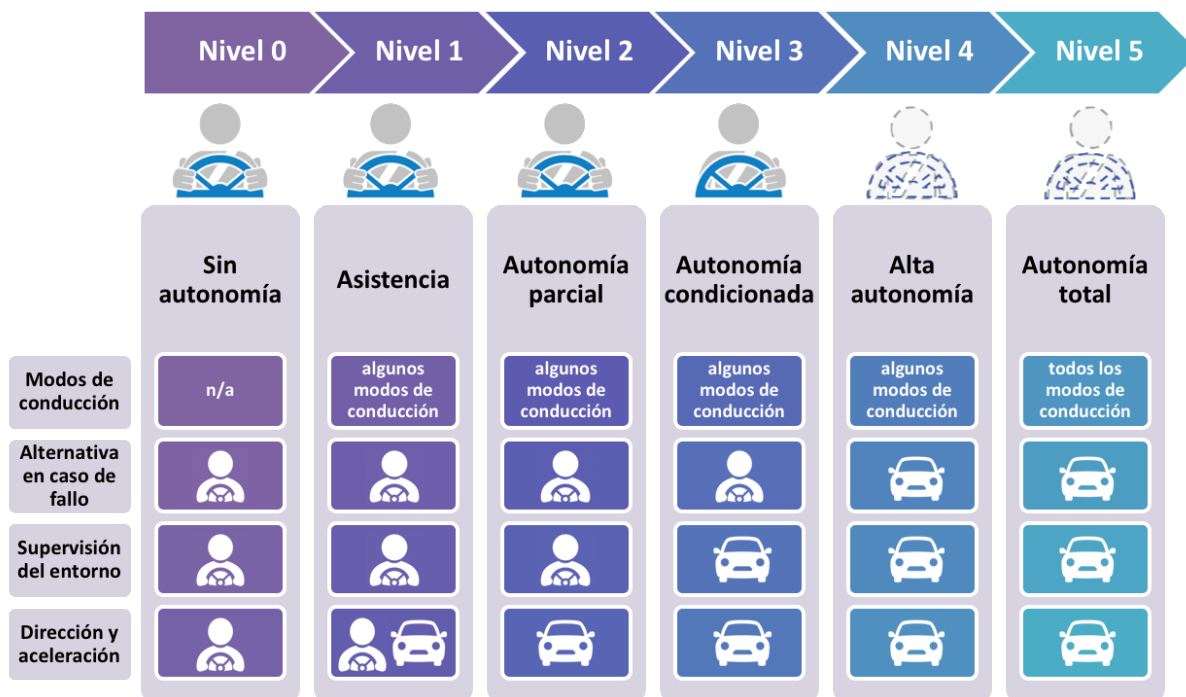 Nivel 0
Nivel 1
Nivel 2
Nivel 3
Nivel 4
Nivel 5
Sin
autonomía
Asistencia
Autonomía
parcial
Autonomía
condicionada
Alta
autonomía
Autonomía
total
Modos de
conducción
n/a
algunos
modos de
conducción
algunos
modos de
conducción
algunos
modos de
conducción
algunos
modos de
conducción
todos los
modos de
conducción
Alternativa
en caso de
fallo
Supervisión
del entorno
Dirección y
aceleración